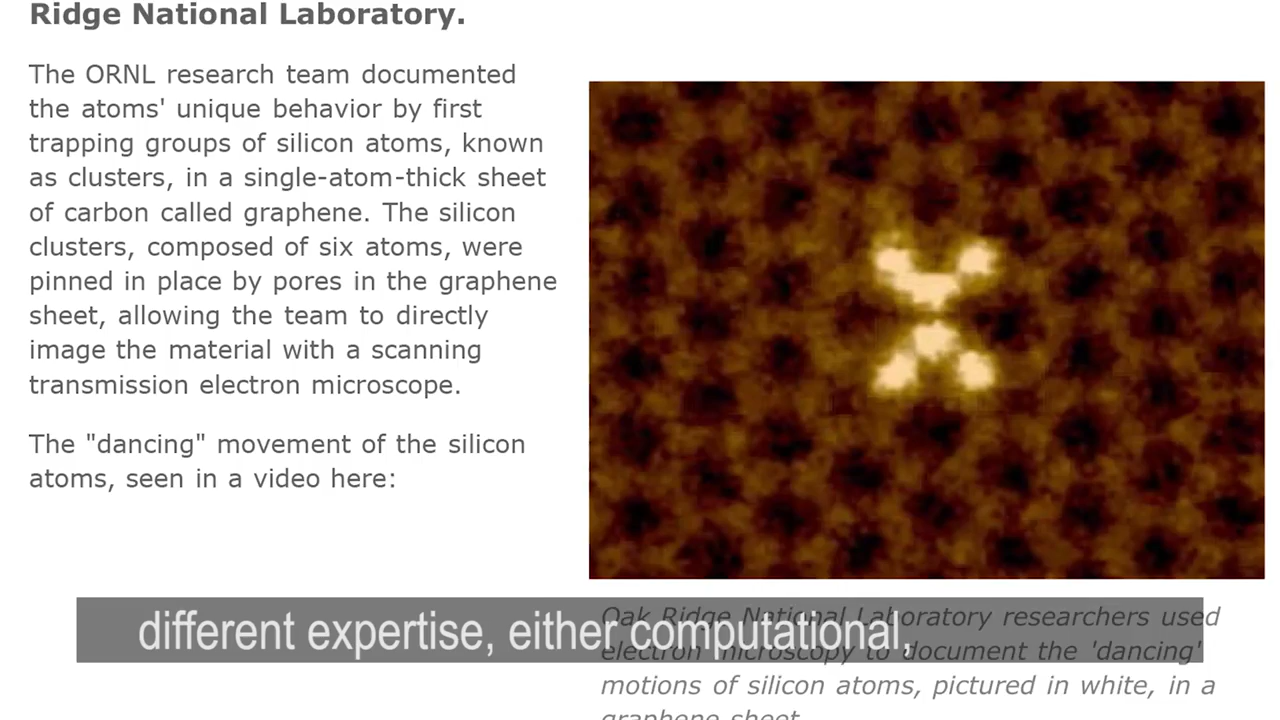 Ridge National Laboratory.
The ORNL research team documented
the atoms' unique behavior by first
trapping groups of silicon atoms, known
as clusters, in a single-atom-thick sheet
of carbon called graphene. The silicon
clusters, composed of six atoms, were
pinned in place by pores in the graphene
sheet, allowing the team to directly
image the material with a scanning
transmission electron microscope.
The "dancing" movement of the silicon
atoms, seen in a video here:
Oak Ridge National Laboratory researchers used
electron microscopy to document the 'dancing'
motions of silicon atoms, pictured in white, in a
graphene sheet
different expertise, either computational,